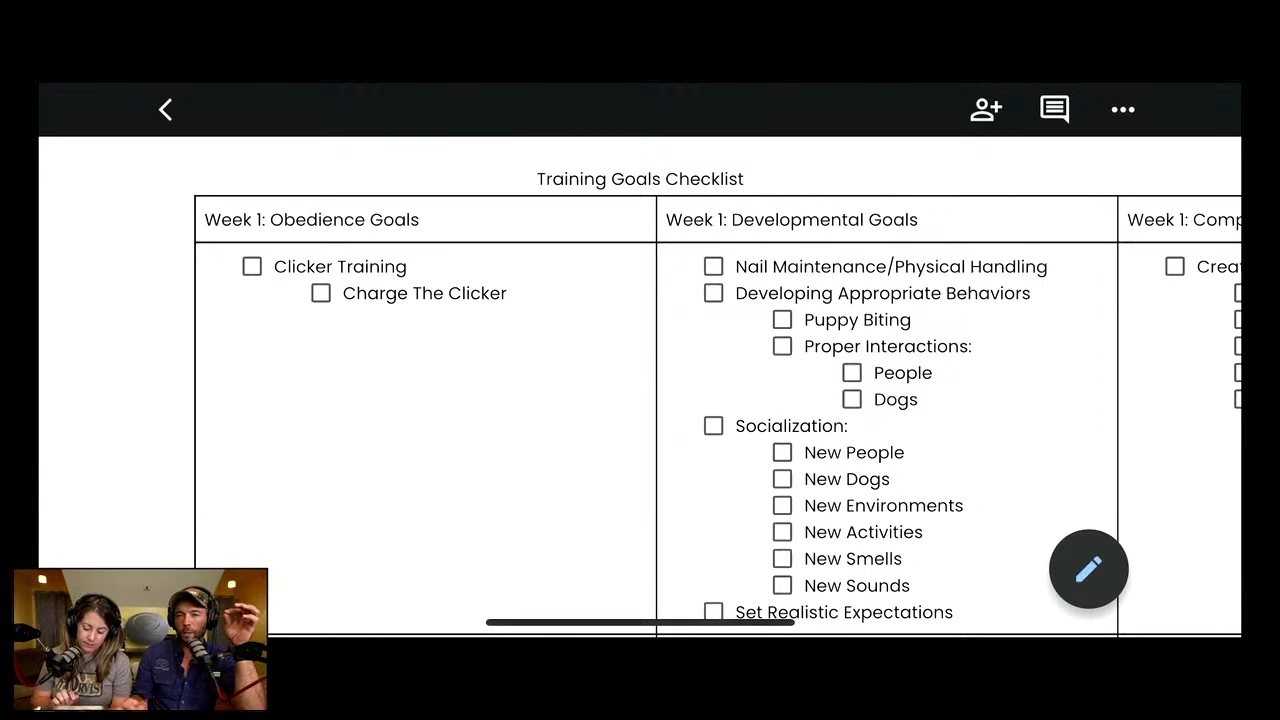 Training Goals Checklist
Week 1: Obedience Goals
Clicker Training
Charge The Clicker
Week 1: Developmental Goals
Nail Maintenance/Physical Handling
Developing Appropriate Behaviors
Puppy Biting
Proper Interactions:
People
Dogs
Socialization:
New People
New Dogs
New Environments
New Activities
New Smells
New Sounds
Set Realistic Expectations
Week 1: